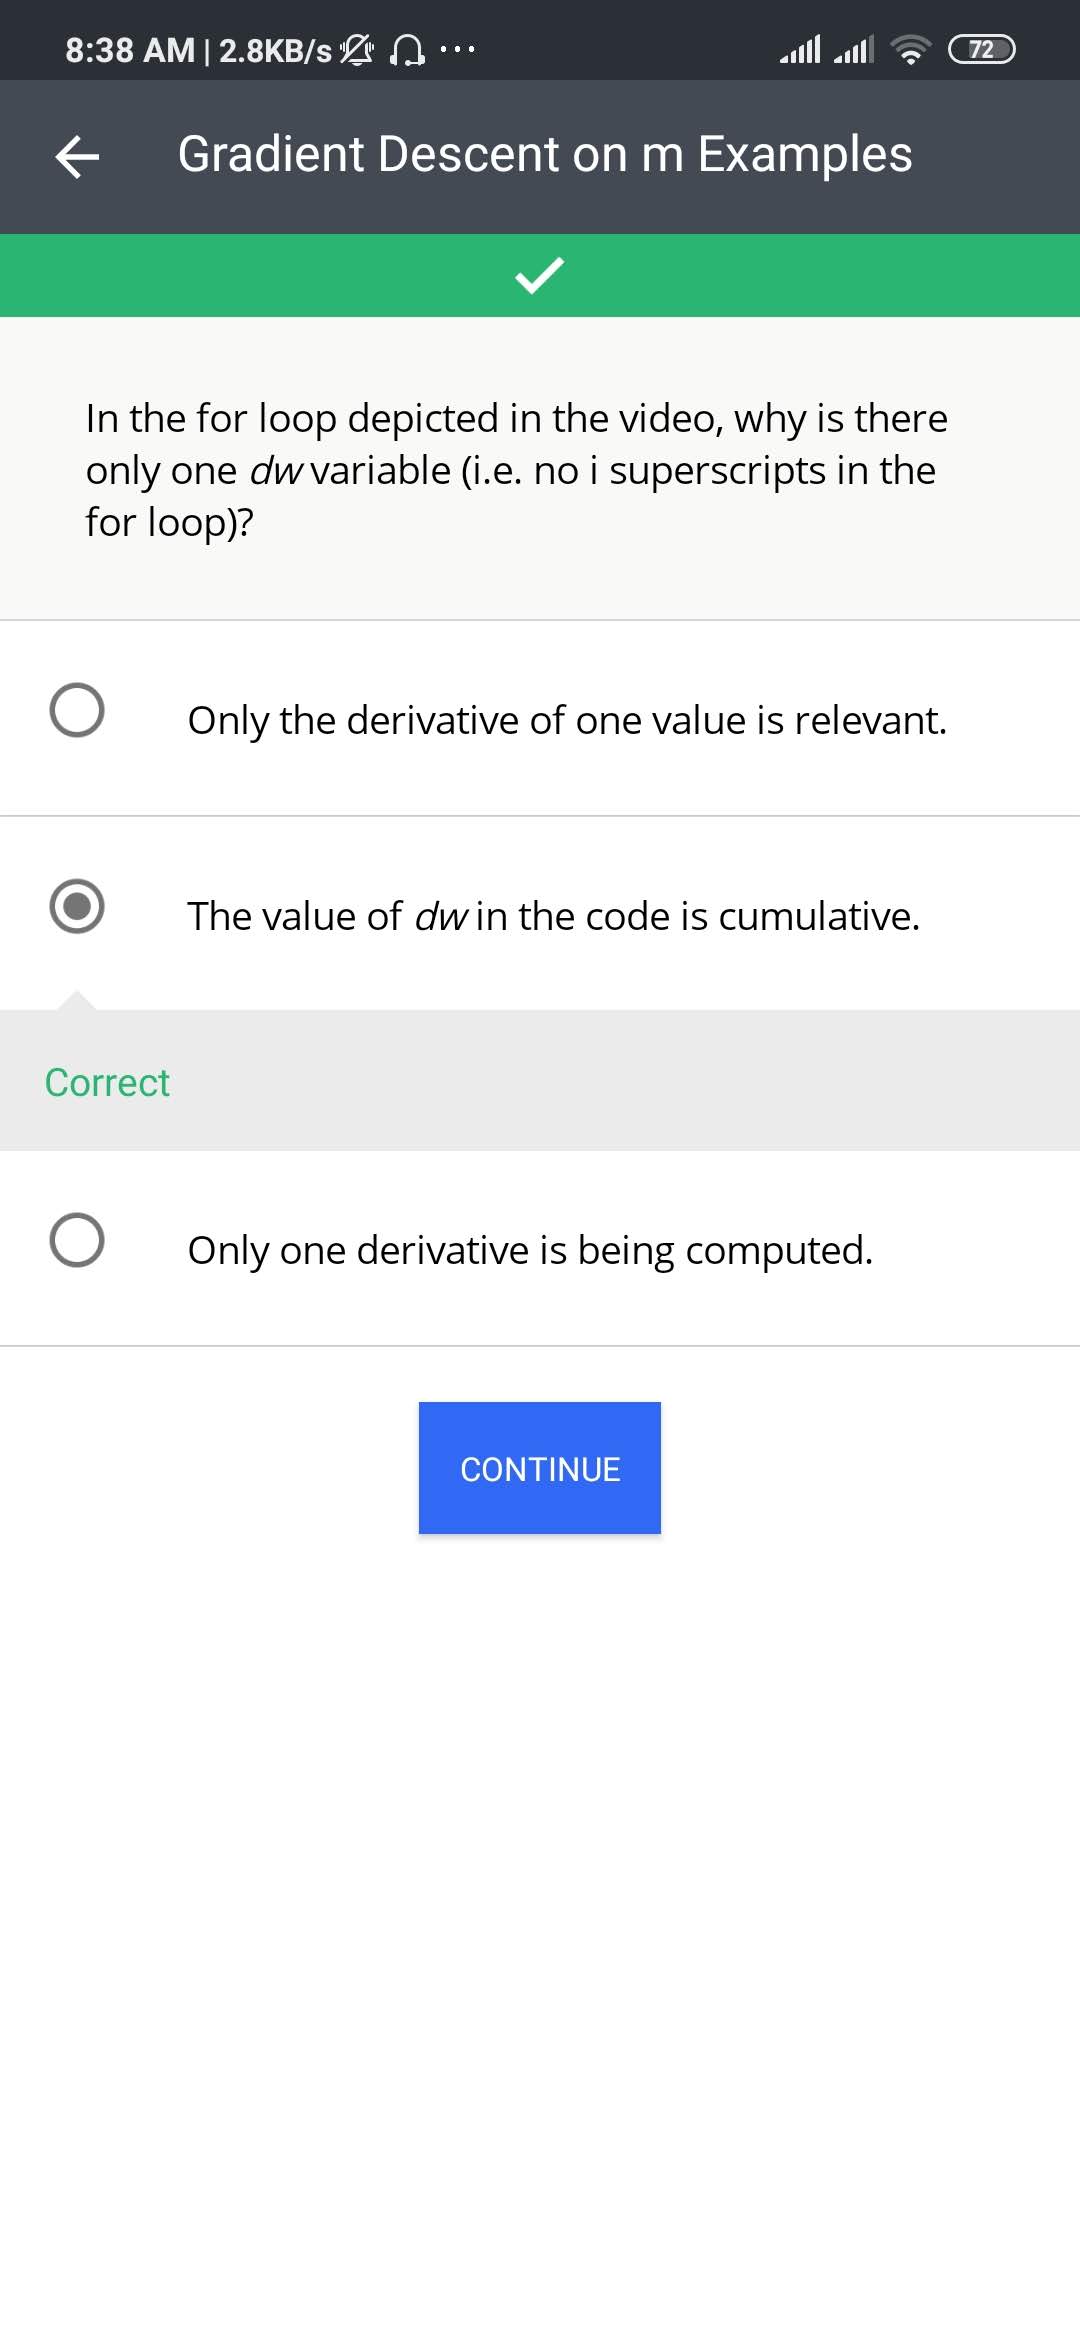 8:38 AM | 2.8KB/s ...
72
Gradient Descent on m Examples
In the for loop depicted in the video, why is there
only one dw variable (i.e. no i superscripts in the
for loop)?
Only the derivative of one value is relevant.
The value of dw in the code is cumulative.
Correct
Only one derivative is being computed.
CONTINUE